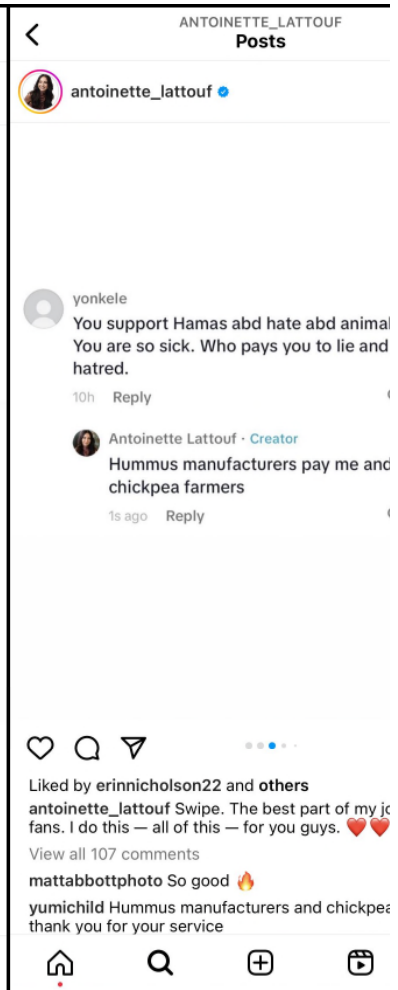 ANTOINETTE_LATTOUF
Posts
antoinette_lattouf
yonkele
You support Hamas abd hate abd animal
You are so sick. Who pays you to lie and
hatred.
10h Reply
Antoinette Lattouf · Creator
Hummus manufacturers pay me and
chickpea farmers
1s ago Reply
Liked by erinnicholson22 and others
antoinette_lattouf Swipe. The best part of my
fans. I do this — all of this — for you guys. ❤️❤️
View all 107 comments
mattabbottphoto So good 🔥
yumichild Hummus manufacturers and chickpea
thank you for your service